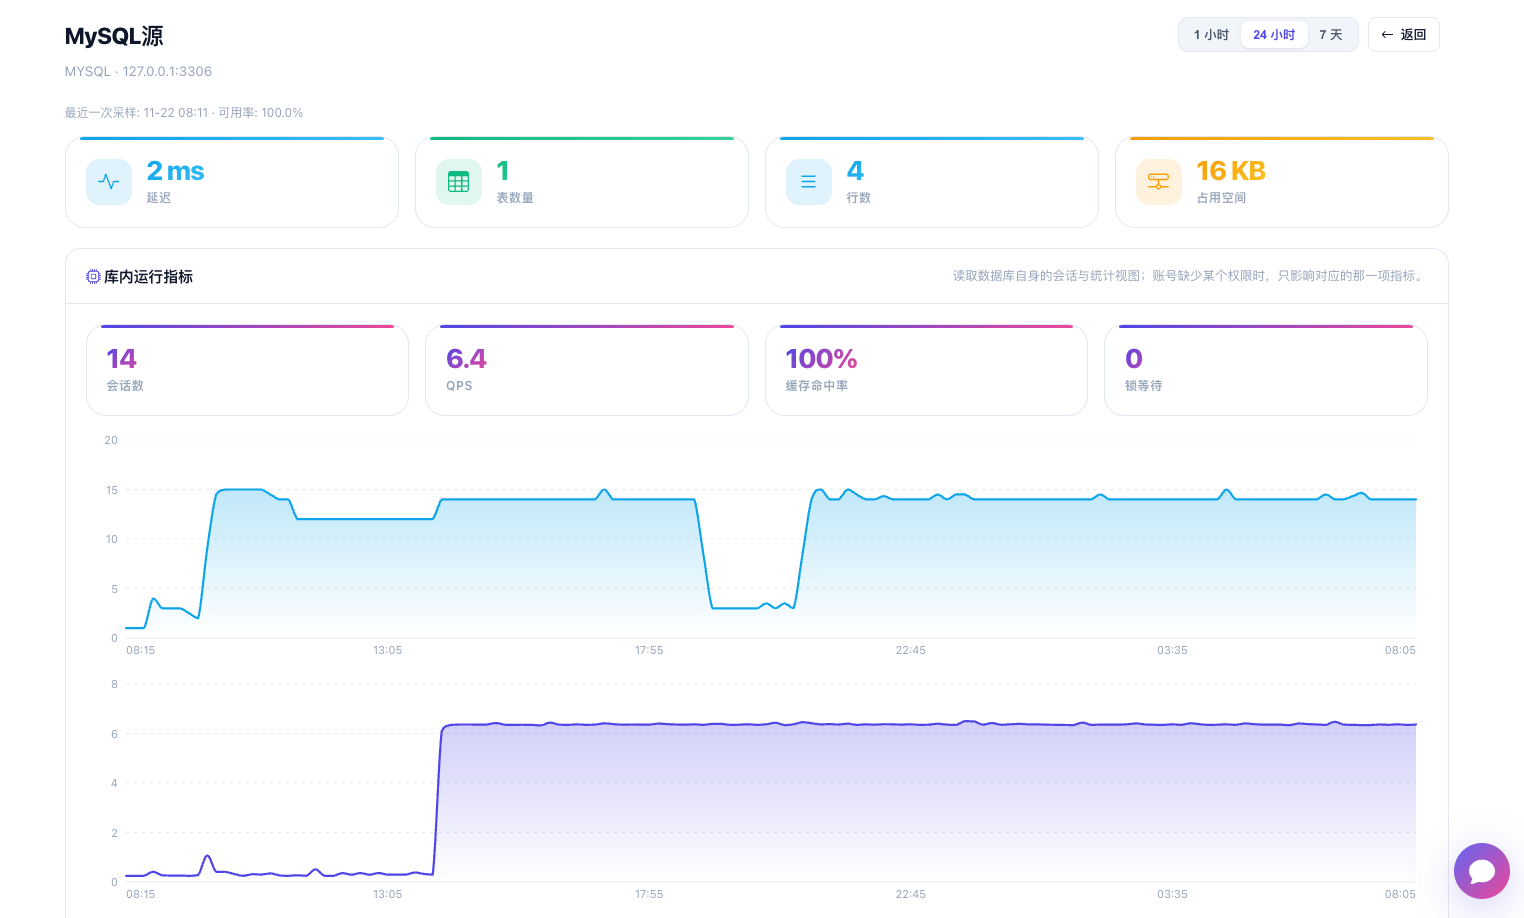 MySQL源
1 小时 24 小时 7 天 ← 返回
MYSQL · 127.0.0.1:3306
最近一次采样: 11-22 08:11 · 可用率: 100.0%
2 ms
延迟
1
表数量
4
行数
16 KB
占用空间
库内运行指标
读取数据库自身的会话与统计视图；账号缺少某个权限时，只影响对应的那一项指标。
14
会话数
6.4
QPS
100%
缓存命中率
0
锁等待
20
15
10
5
0
08:15 13:05 17:55 22:45 03:35 08:05
8
6
4
2
0
08:15 13:05 17:55 22:45 03:35 08:05